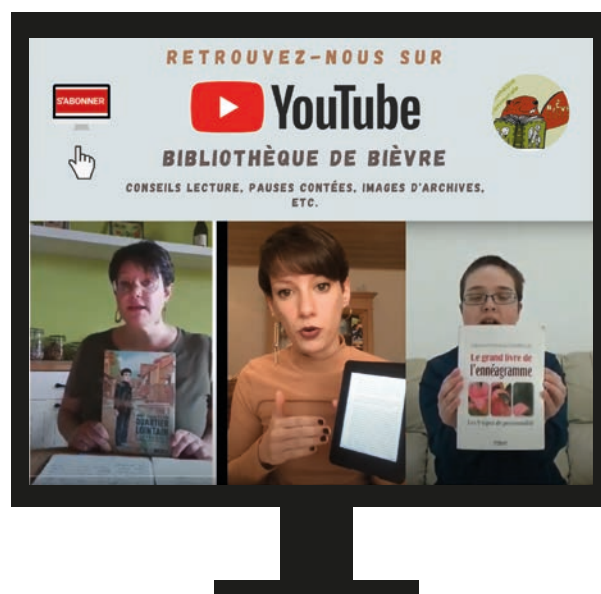 RETROUVEZ-NOUS SUR
S'ABONNER
YouTube
BIBLIOTHÈQUE DE BIÈVRE
CONSEILS LECTURE, PAUSES CONTÉES, IMAGES D'ARCHIVES,
ETC.
QUARTIER
LOINTAIN
Le grand livre de
l'ennéagramme
Les 9 types de personnalité